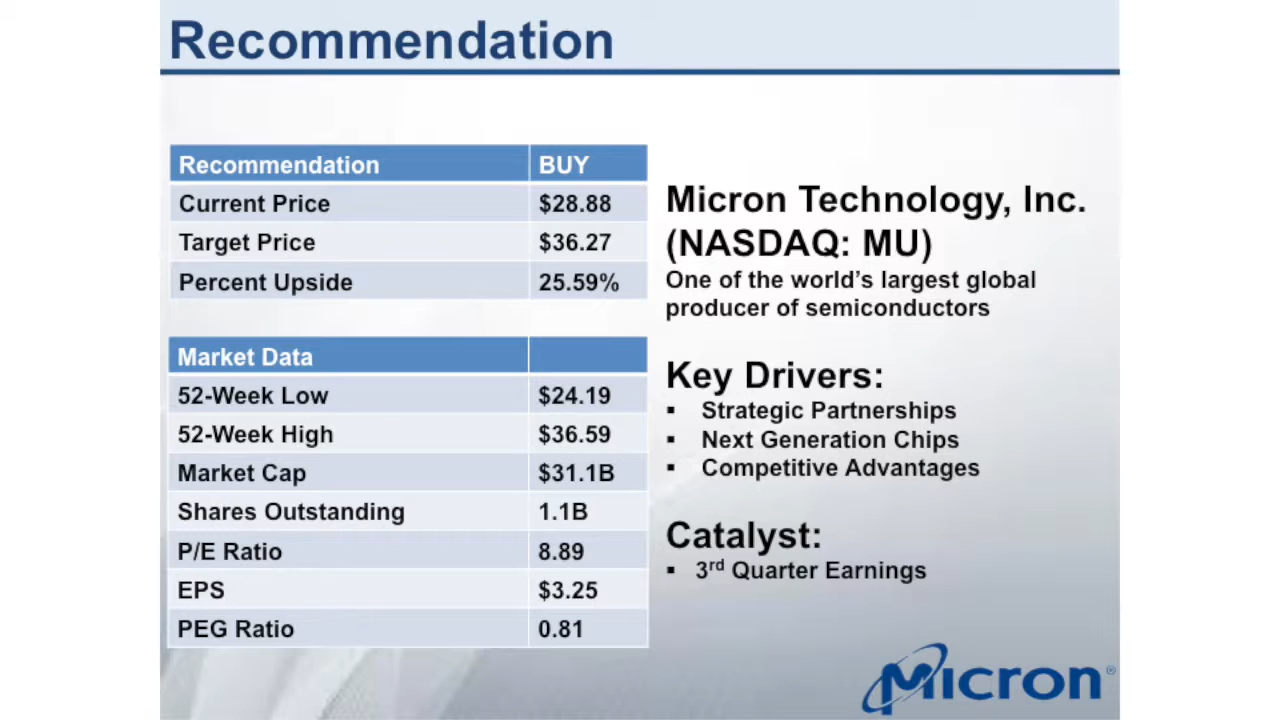 Recommendation
Recommendation BUY
Current Price $28.88
Target Price $36.27
Percent Upside 25.59%
Market Data
52-Week Low $24.19
52-Week High $36.59
Market Cap $31.1B
Shares Outstanding 1.1B
P/E Ratio 8.89
EPS $3.25
PEG Ratio 0.81
Micron Technology, Inc.
(NASDAQ: MU)
One of the world's largest global
producer of semiconductors
Key Drivers:
▪ Strategic Partnerships
▪ Next Generation Chips
▪ Competitive Advantages
Catalyst:
▪ 3rd Quarter Earnings
Micron®